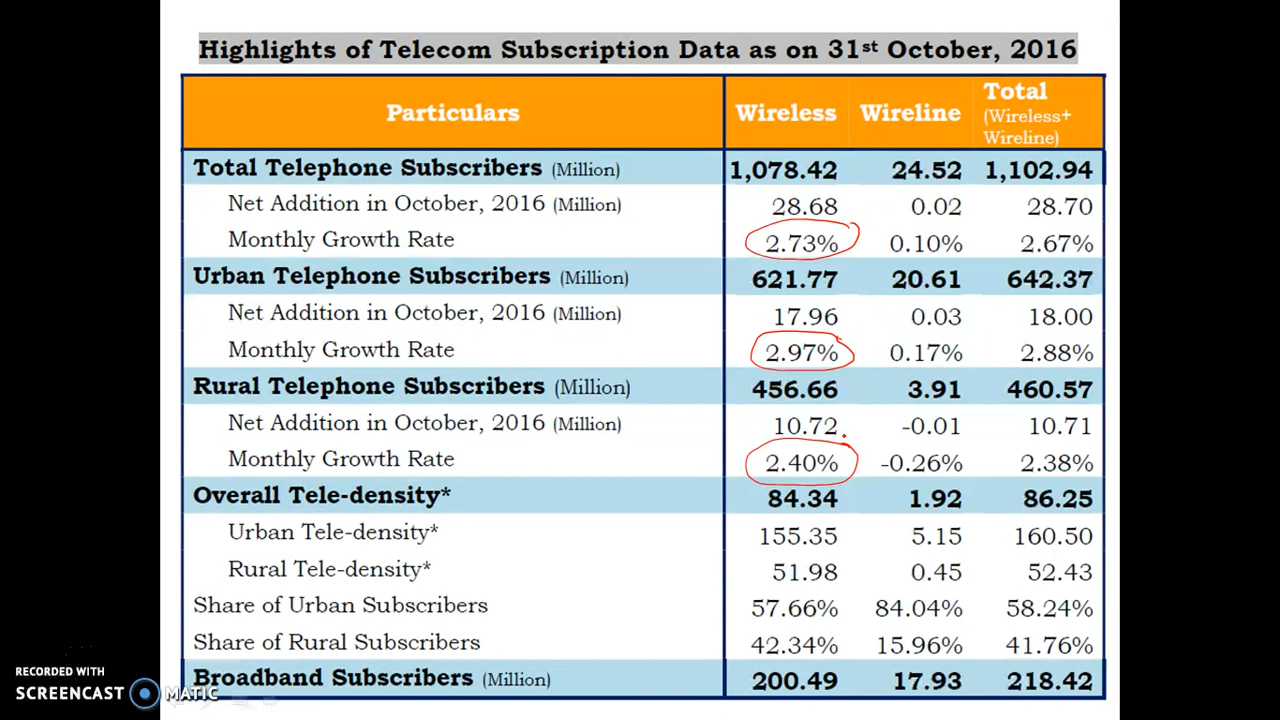 Highlights of Telecom Subscription Data as on 31st October, 2016
Particulars Wireless Wireline Total (Wireless+ Wireline)
Total Telephone Subscribers (Million) 1,078.42 24.52 1,102.94
Net Addition in October, 2016 (Million) 28.68 0.02 28.70
Monthly Growth Rate 2.73% 0.10% 2.67%
Urban Telephone Subscribers (Million) 621.77 20.61 642.37
Net Addition in October, 2016 (Million) 17.96 0.03 18.00
Monthly Growth Rate 2.97% 0.17% 2.88%
Rural Telephone Subscribers (Million) 456.66 3.91 460.57
Net Addition in October, 2016 (Million) 10.72 -0.01 10.71
Monthly Growth Rate 2.40% -0.26% 2.38%
Overall Tele-density* 84.34 1.92 86.25
Urban Tele-density* 155.35 5.15 160.50
Rural Tele-density* 51.98 0.45 52.43
Share of Urban Subscribers 57.66% 84.04% 58.24%
Share of Rural Subscribers 42.34% 15.96% 41.76%
Broadband Subscribers (Million) 200.49 17.93 218.42
RECORDED WITH
SCREENCAST MATIC